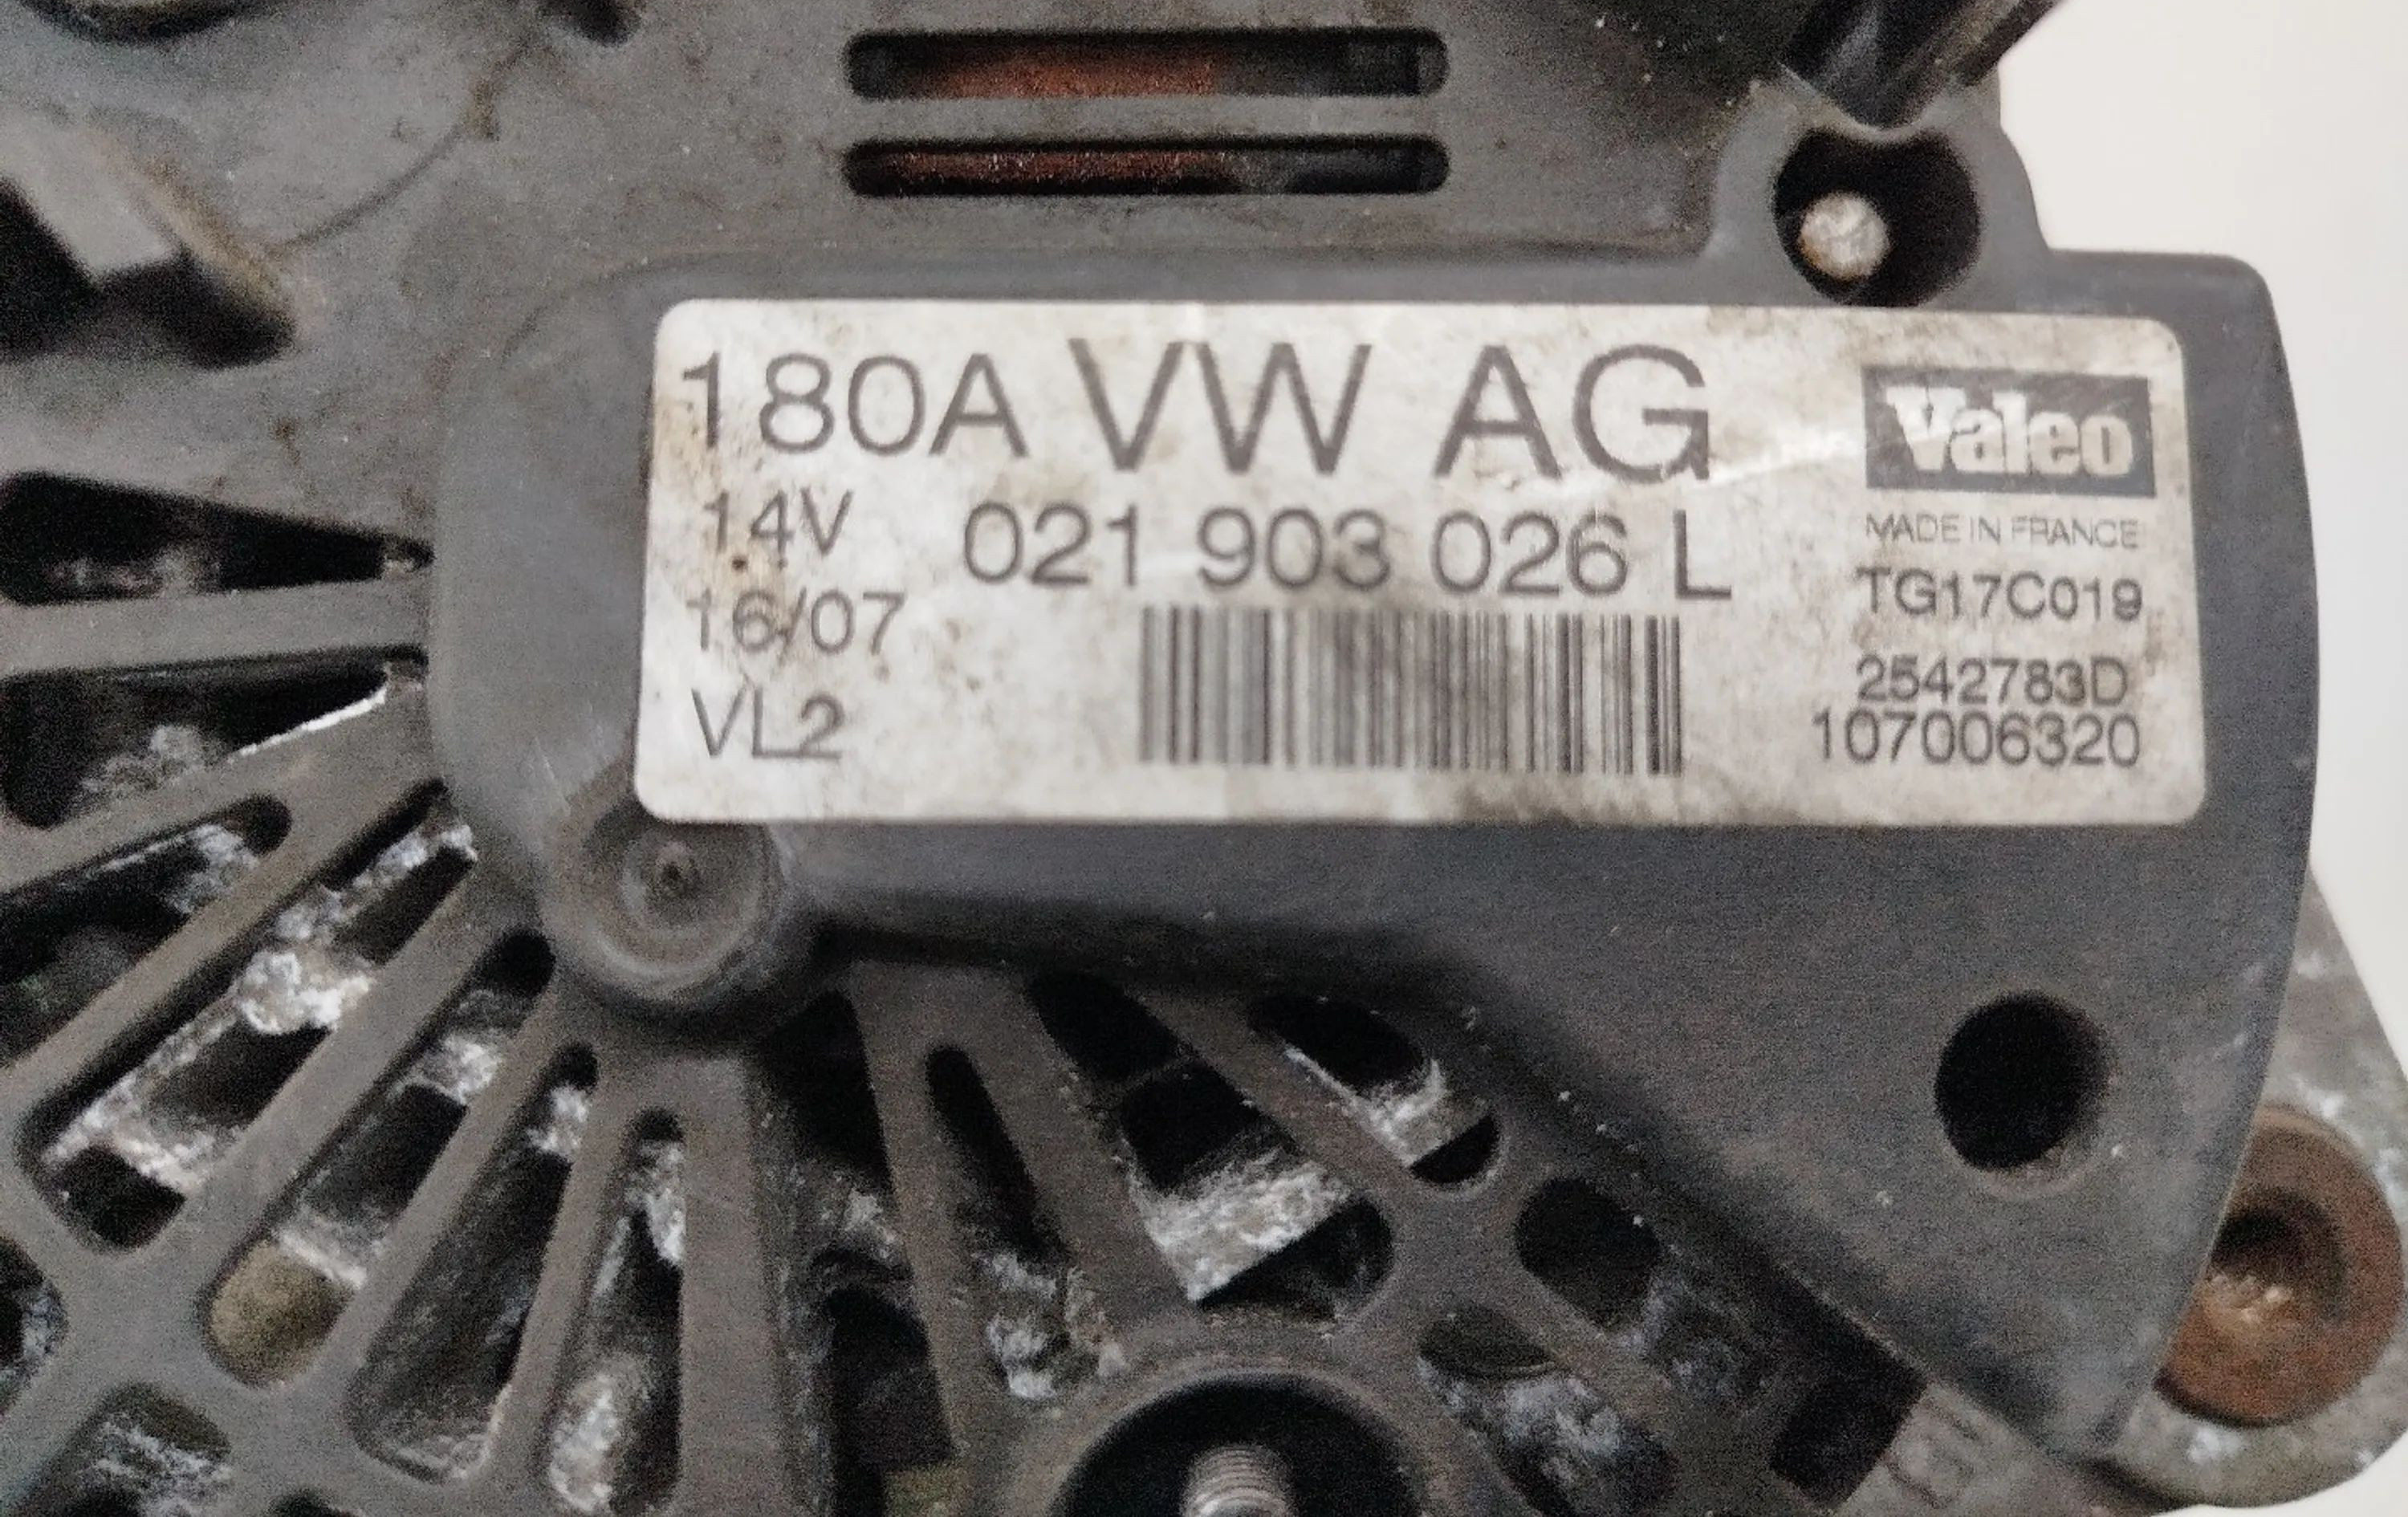 180A VW AG
Valeo
14V
021 903 026 L
MADE IN FRANCE
16/07
TG17C019
VL2
2542783D
107006320